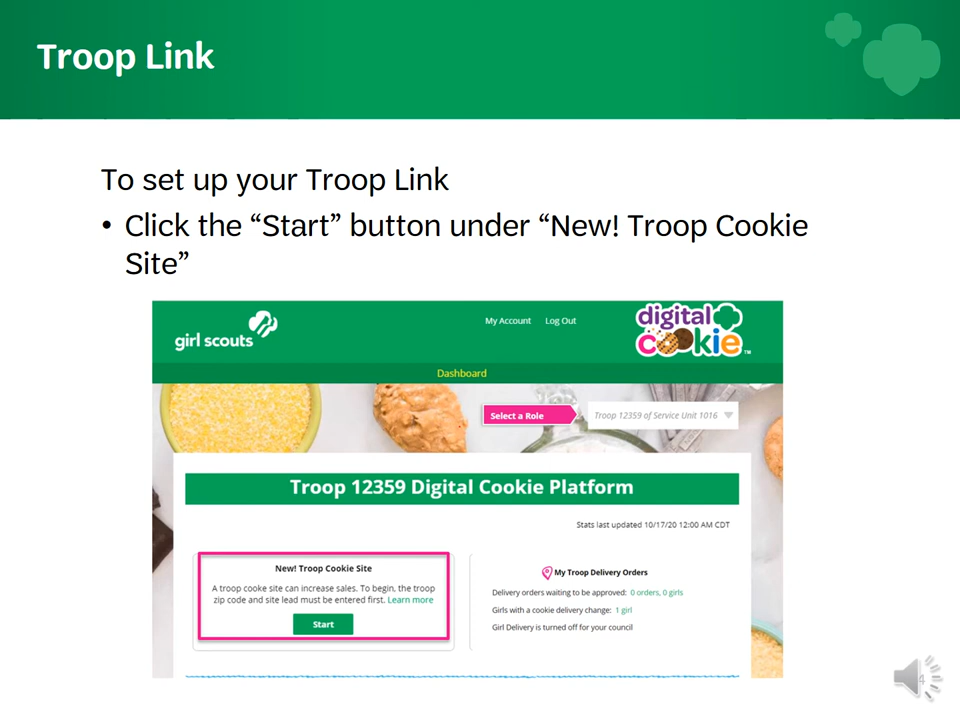 Troop Link
To set up your Troop Link
• Click the “Start” button under “New! Troop Cookie
Site”
girl scouts
My Account Log Out
digital
cookie™
Dashboard
Select a Role
Troop 12359 of Service Unit 1016
Troop 12359 Digital Cookie Platform
Stats last updated 10/17/20 12:00 AM CDT
New! Troop Cookie Site
A troop cooke site can increase sales. To begin, the troop
zip code and site lead must be entered first. Learn more
Start
My Troop Delivery Orders
Delivery orders waiting to be approved: 0 orders, 0 girls
Girls with a cookie delivery change: 1 girl
Girl Delivery is turned off for your council
4